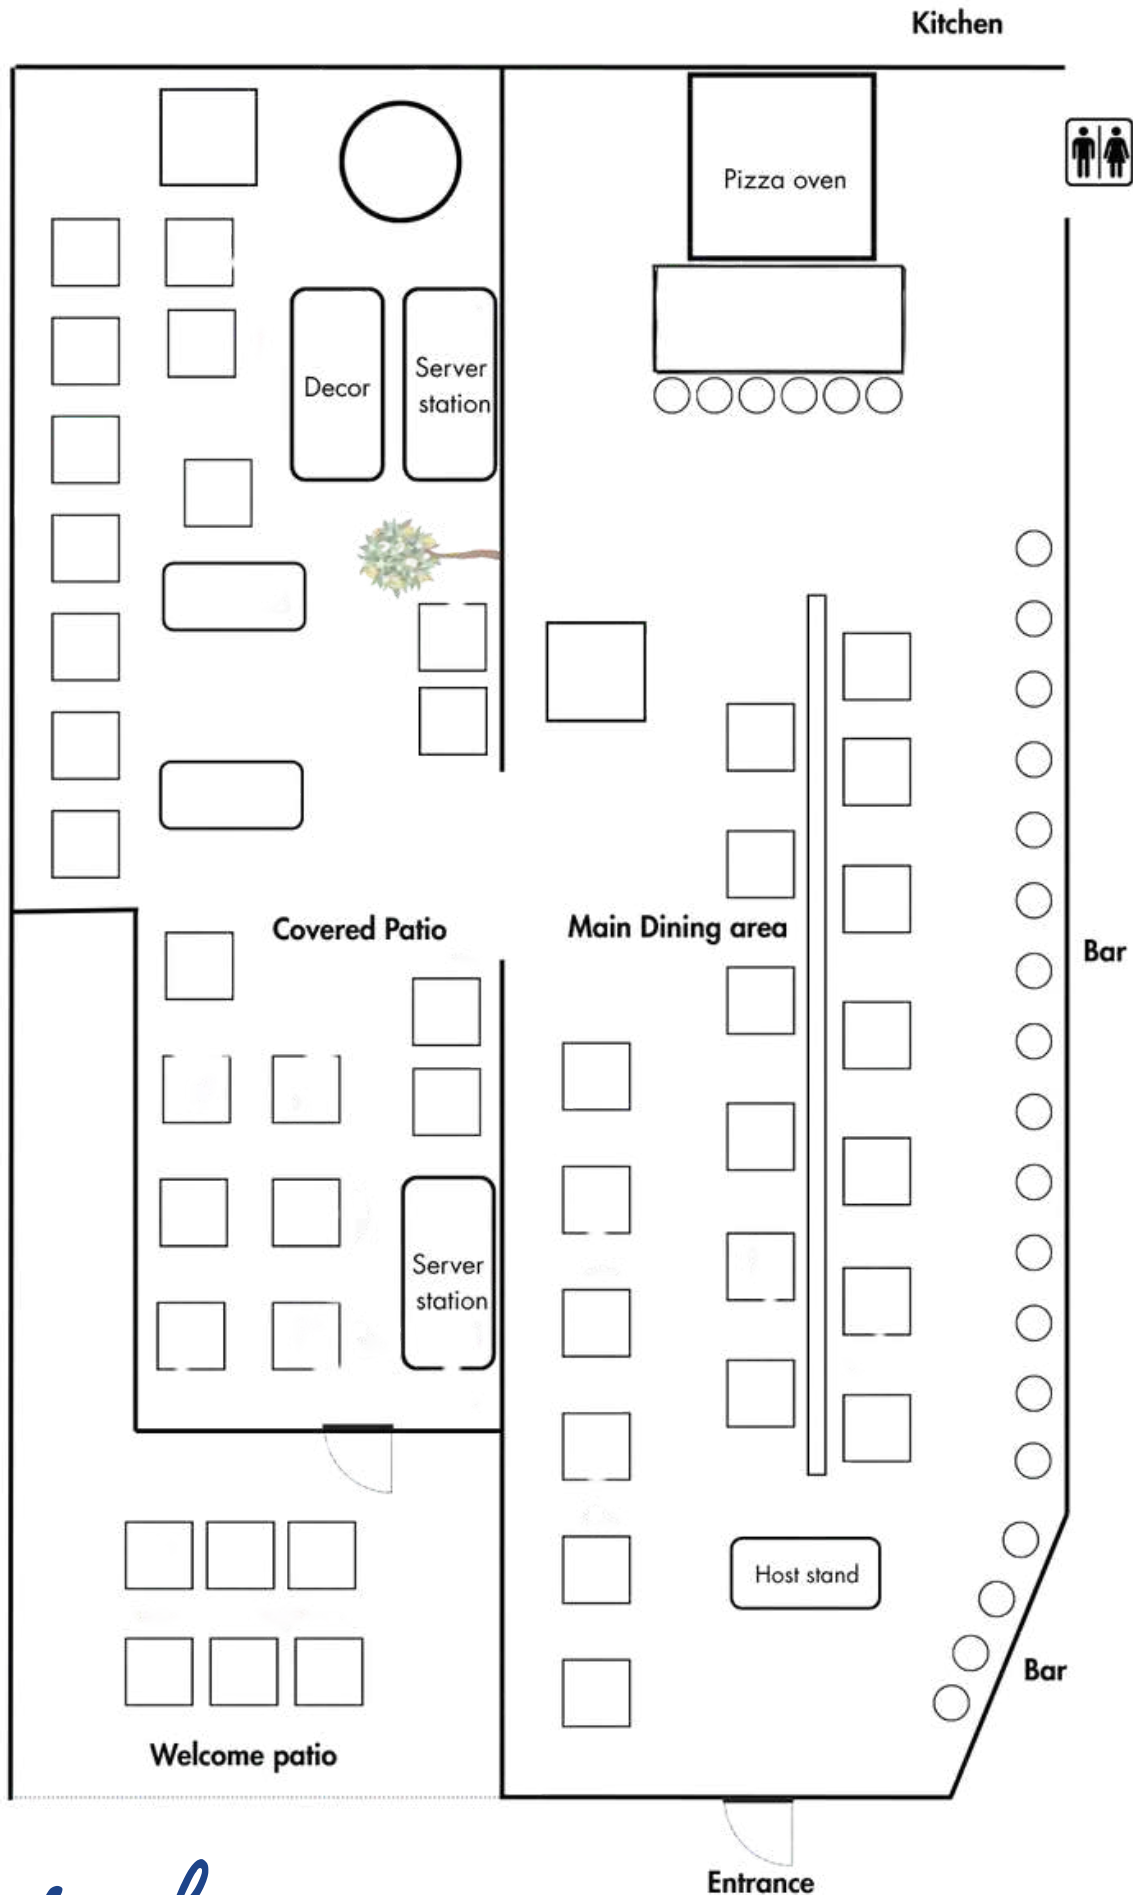 Kitchen
Pizza oven
Server
station
Decor
Covered Patio
Main Dining area
Bar
Server
station
Host stand
Bar
Welcome patio
Entrance